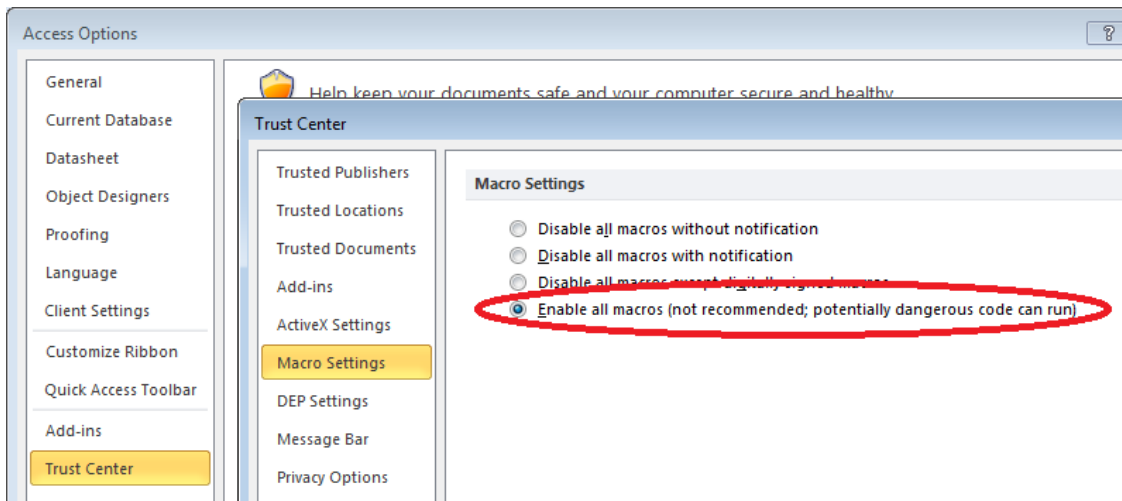 Access Options
?
General
Current Database
Datasheet
Object Designers
Proofing
Language
Client Settings
Customize Ribbon
Quick Access Toolbar
Add-ins
Trust Center
Help keep your documents safe and your computer secure and healthy
Trust Center
Trusted Publishers
Trusted Locations
Trusted Documents
Add-ins
ActiveX Settings
Macro Settings
DEP Settings
Message Bar
Privacy Options
Macro Settings
Disable all macros without notification
Disable all macros with notification
Disable all macros except digitally signed macros
Enable all macros (not recommended; potentially dangerous code can run)